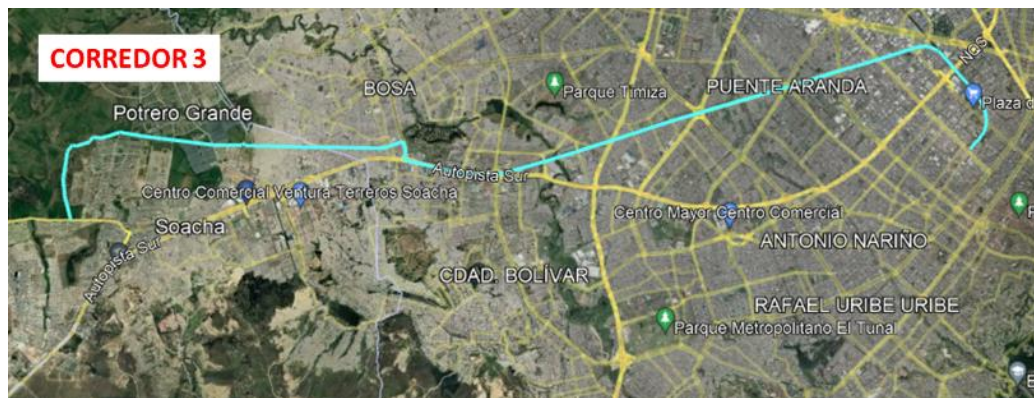 CORREDOR 3
NQS
BOSA
Parque Timiza
PUENTE ARANDA
Plaza d
Potrero Grande
Autopista Sur
Centro Comercial Ventura Terreros Soacha
Soacha
Centro Mayor Centro Comercial
ANTONIO NARIÑO
Autopista Sur
CDAD. BOLÍVAR
RAFAEL URIBE URIBE
Parque Metropolitano El Tunal